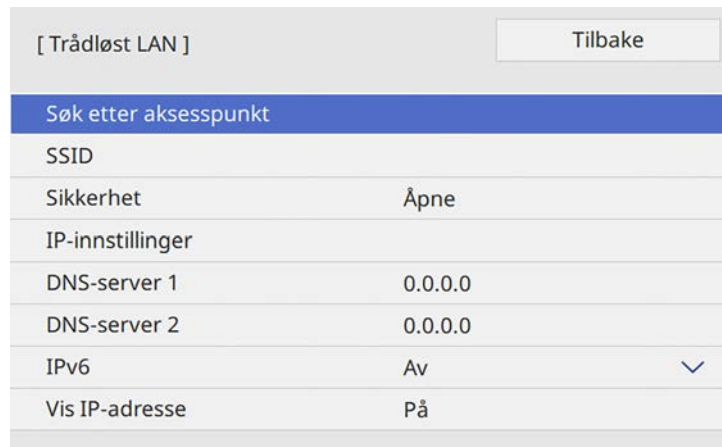 [ Trådløst LAN ]
Tilbake
Søk etter aksesspunkt
SSID
Sikkerhet Åpne
IP-innstillinger
DNS-server 1 0.0.0.0
DNS-server 2 0.0.0.0
IPv6 Av
Vis IP-adresse På